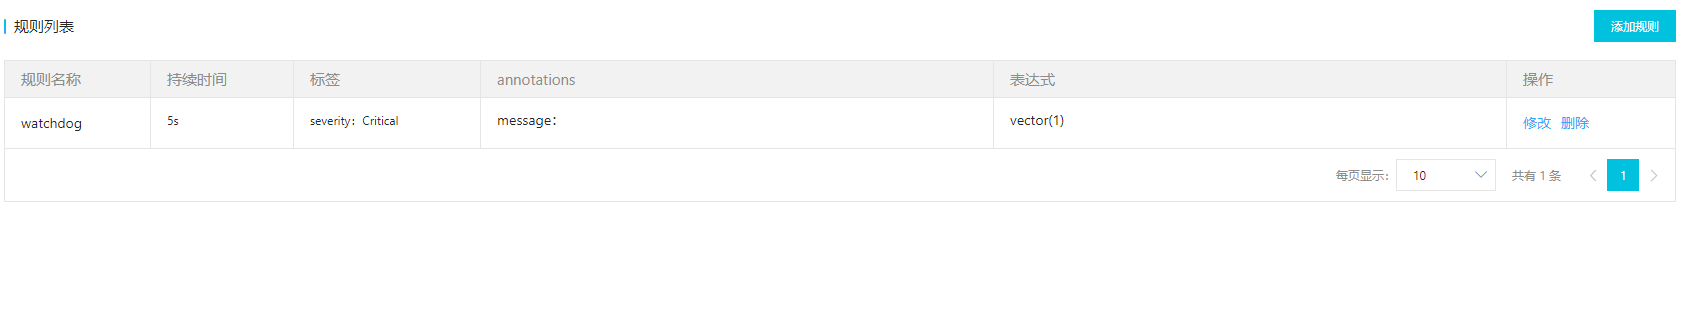 规则列表
添加规则
规则名称 持续时间 标签 annotations 表达式 操作
watchdog 5s severity：Critical message： vector(1) 修改 删除
每页显示： 10 共有 1 条 1